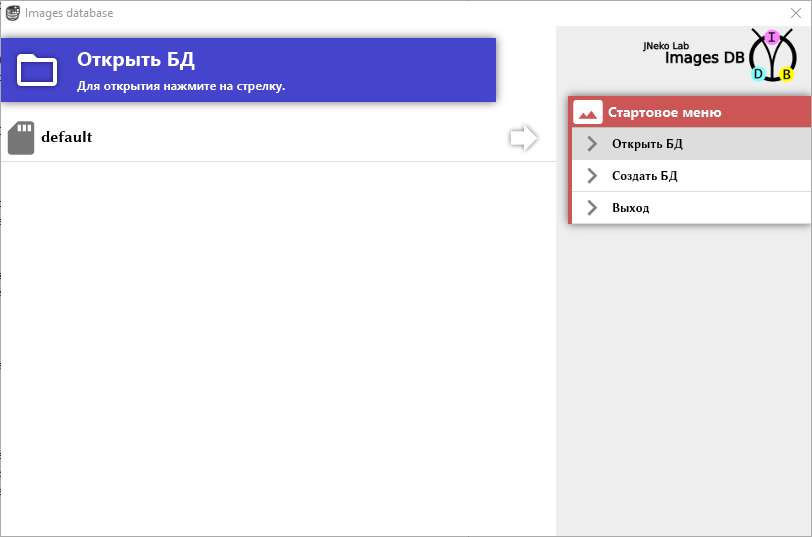 Images database
Открыть БД
Для открытия нажмите на стрелку.
default
JNeko Lab
Images DB
I
D
B
Стартовое меню
Открыть БД
Создать БД
Выход